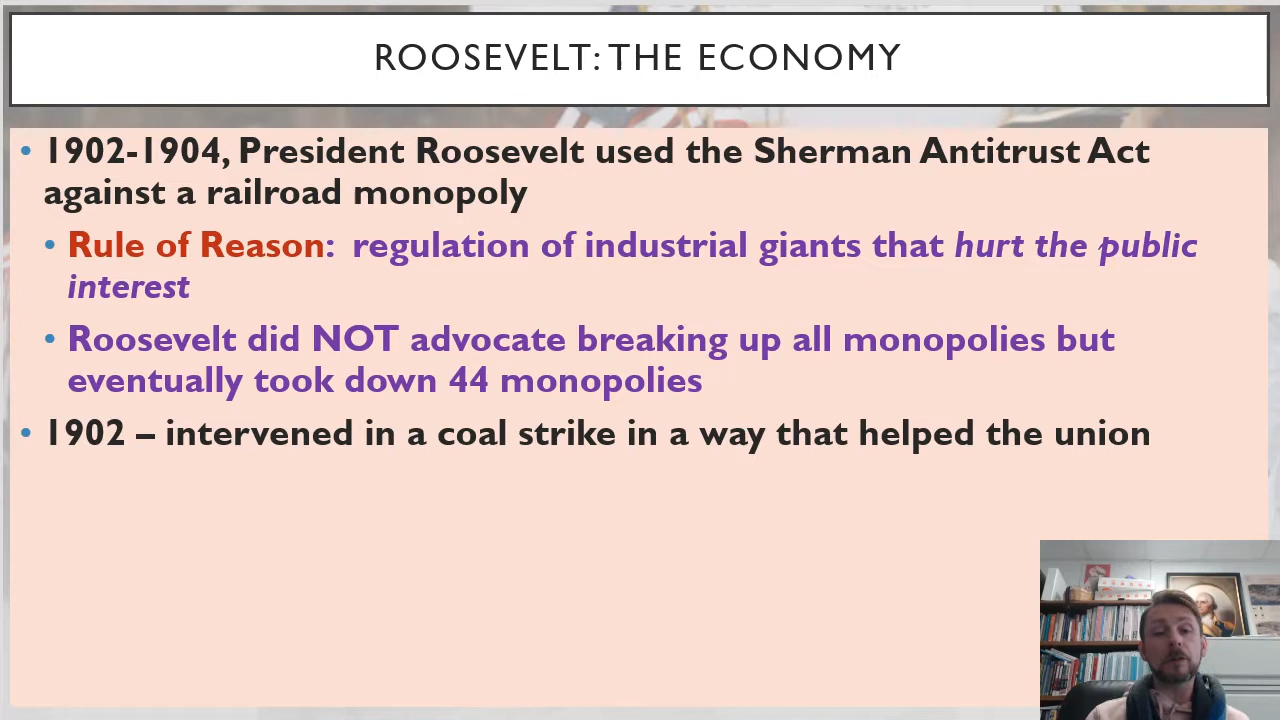 ROOSEVELT: THE ECONOMY
• 1902-1904, President Roosevelt used the Sherman Antitrust Act
against a railroad monopoly
• Rule of Reason: regulation of industrial giants that hurt the public
interest
• Roosevelt did NOT advocate breaking up all monopolies but
eventually took down 44 monopolies
• 1902 – intervened in a coal strike in a way that helped the union